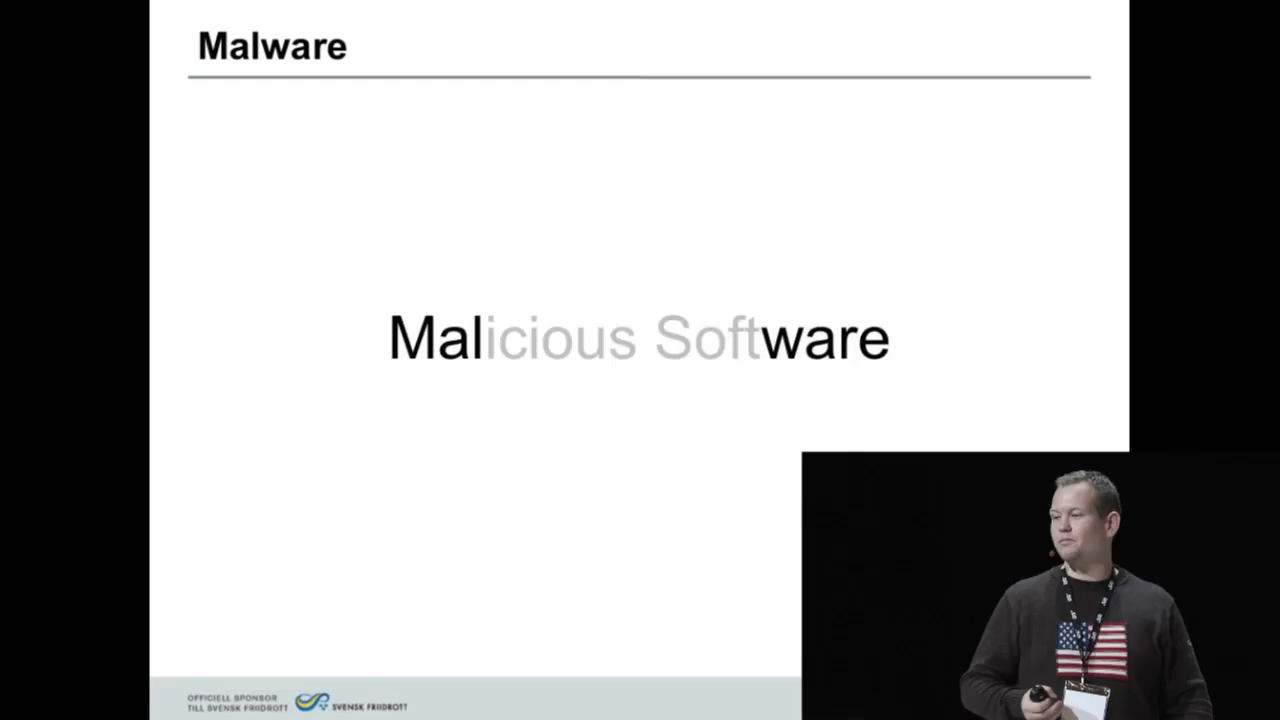 Malware
Malicious Software
OFFICIELL SPONSOR
TILL SVENSK FRIIDROTT
SVENSK FRIIDROTT